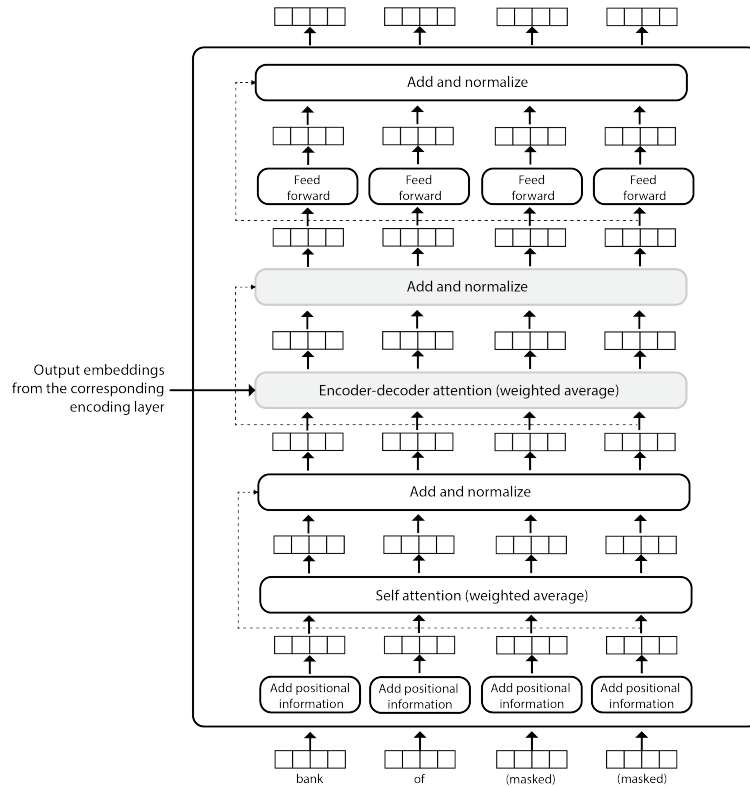 Add and normalize
Feed
forward
Feed
forward
Feed
forward
Feed
forward
Add and normalize
Output embeddings
from the corresponding
encoding layer
Encoder-decoder attention (weighted average)
Add and normalize
Self attention (weighted average)
Add positional
information
Add positional
information
Add positional
information
Add positional
information
bank
of
(masked)
(masked)